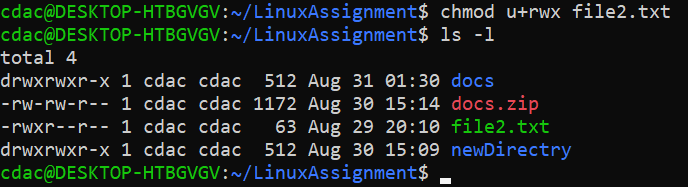 cdac@DESKTOP-HTBGVGV:~/LinuxAssignment$ chmod u+rwx file2.txt
cdac@DESKTOP-HTBGVGV:~/LinuxAssignment$ ls -l
total 4
drwxrwxr-x 1 cdac cdac  512 Aug 31 01:30 docs
-rw-rw-r-- 1 cdac cdac 1172 Aug 30 15:14 docs.zip
-rwxr--r-- 1 cdac cdac   63 Aug 29 20:10 file2.txt
drwxrwxr-x 1 cdac cdac  512 Aug 30 15:09 newDirectry
cdac@DESKTOP-HTBGVGV:~/LinuxAssignment$